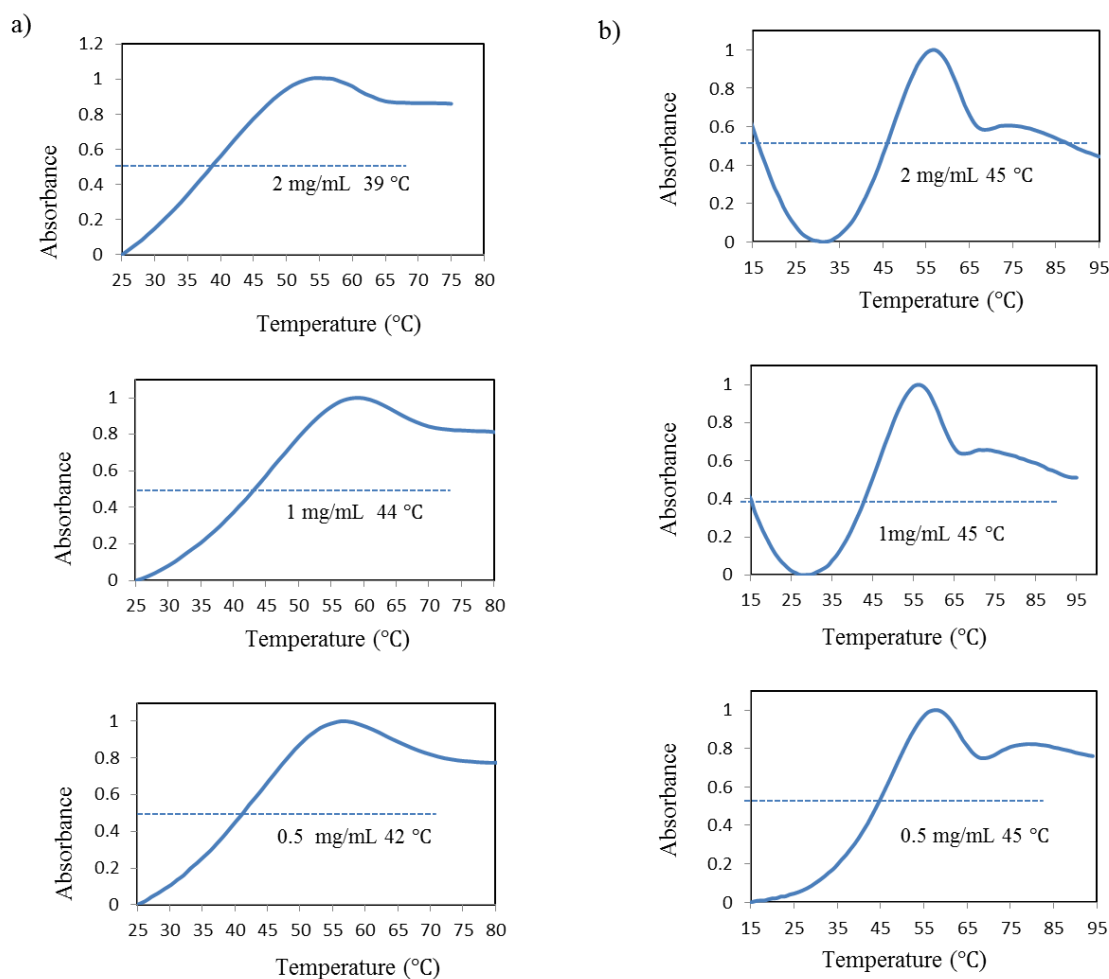 a)
1.2
1
0.8
0.6
0.4
0.2
0
Absorbance
2 mg/mL 39 °C
25 30 35 40 45 50 55 60 65 70 75 80
Temperature (°C)
1
0.8
0.6
0.4
0.2
0
Absorbance
1 mg/mL 44 °C
25 30 35 40 45 50 55 60 65 70 75 80
Temperature (°C)
1
0.8
0.6
0.4
0.2
0
Absorbance
0.5 mg/mL 42 °C
25 30 35 40 45 50 55 60 65 70 75 80
Temperature (°C)
b)
1
0.8
0.6
0.4
0.2
0
Absorbance
2 mg/mL 45 °C
15 25 35 45 55 65 75 85 95
Temperature (°C)
1
0.8
0.6
0.4
0.2
0
Absorbance
1mg/mL 45 °C
15 25 35 45 55 65 75 85 95
Temperature (°C)
1
0.8
0.6
0.4
0.2
0
Absorbance
0.5 mg/mL 45 °C
15 25 35 45 55 65 75 85 95
Temperature (°C)